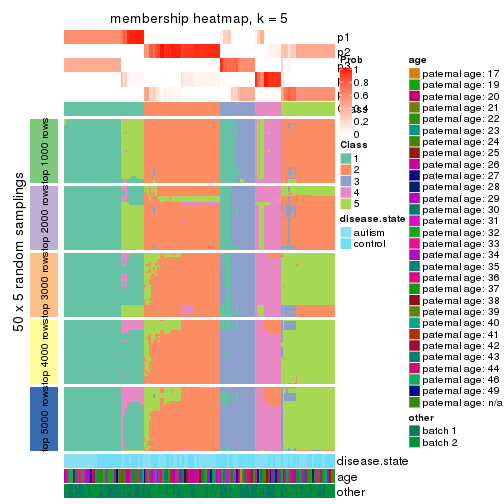 membership heatmap, k = 5
p1
p2
p3
Prob
1
0.8
0.6
0.4
0.2
0
Class
1
2
3
4
5
disease.state
autism
control
age
paternal age: 17
paternal age: 19
paternal age: 20
paternal age: 21
paternal age: 22
paternal age: 23
paternal age: 24
paternal age: 25
paternal age: 26
paternal age: 27
paternal age: 28
paternal age: 29
paternal age: 30
paternal age: 31
paternal age: 32
paternal age: 33
paternal age: 34
paternal age: 35
paternal age: 36
paternal age: 37
paternal age: 38
paternal age: 39
paternal age: 40
paternal age: 41
paternal age: 42
paternal age: 43
paternal age: 44
paternal age: 46
paternal age: 49
paternal age: n/a
other
batch 1
batch 2
50 x 5 random samplings
top 1000 rows
top 2000 rows
top 3000 rows
top 4000 rows
top 5000 rows
disease.state
age
other